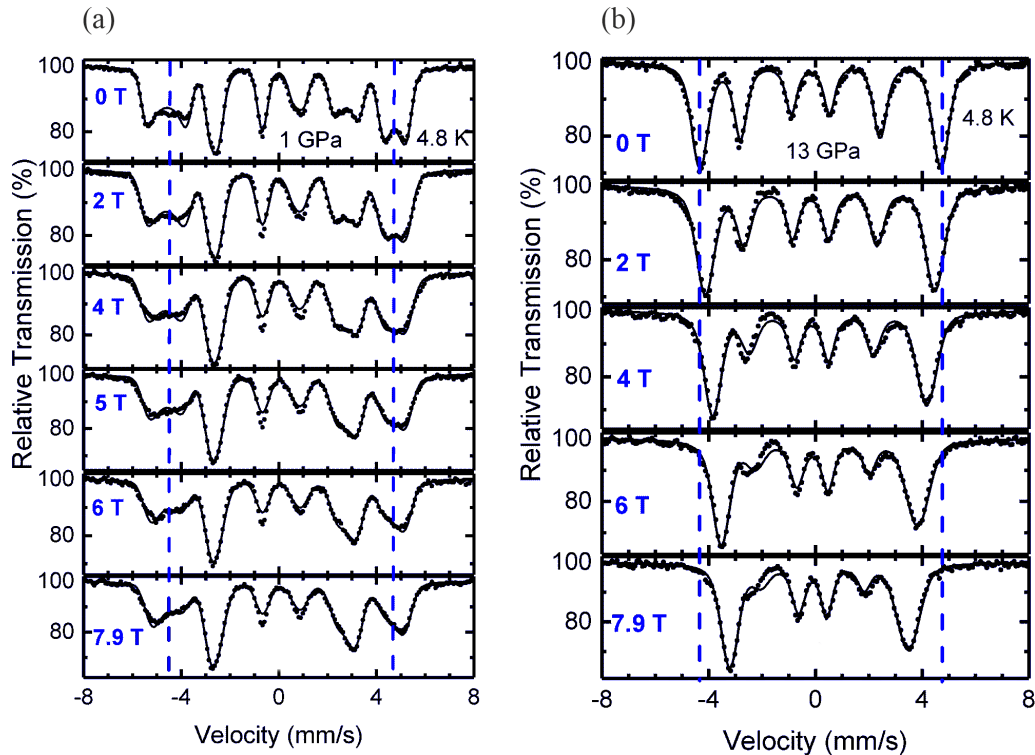 (a)
(b)
Relative Transmission (%)
100
80
0 T
1 GPa
4.8 K
100
80
2 T
100
80
4 T
100
80
5 T
100
80
6 T
100
80
7.9 T
-8 -4 0 4 8
Velocity (mm/s)
Relative Transmission (%)
100
80
0 T
13 GPa
4.8 K
100
80
2 T
100
80
4 T
100
80
6 T
100
80
7.9 T
-8 -4 0 4 8
Velocity (mm/s)